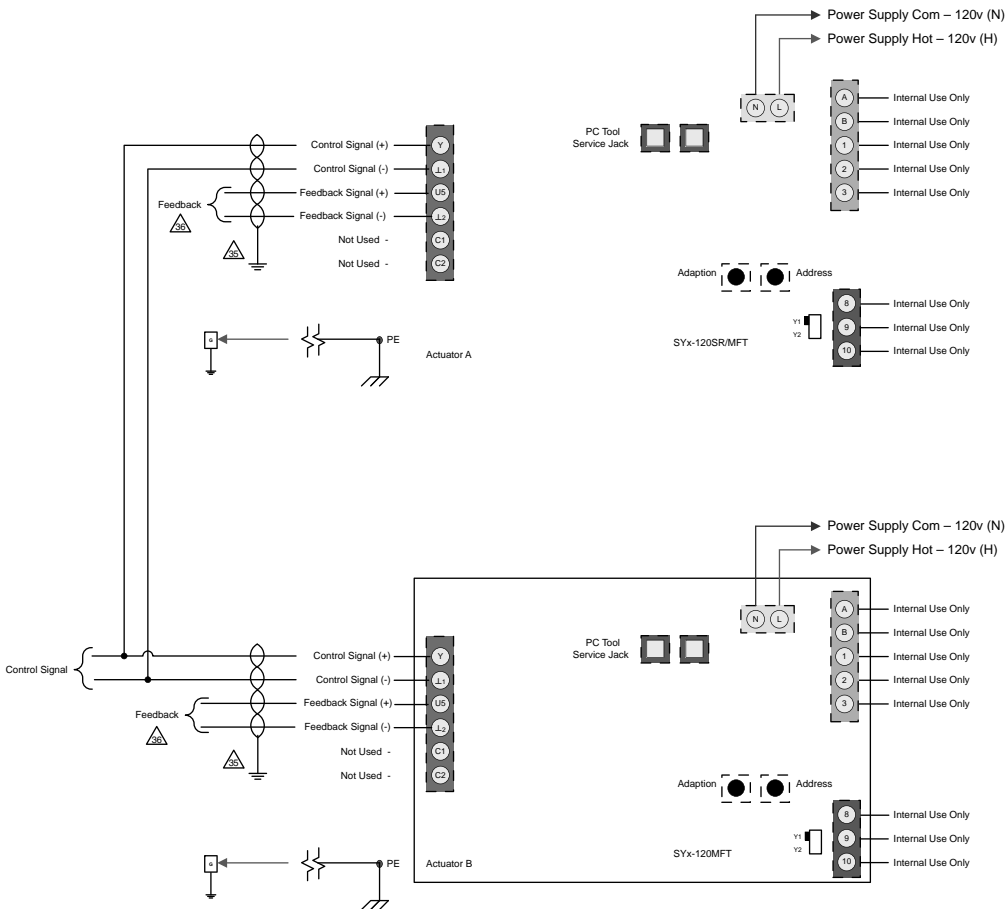 Power Supply Com – 120v (N)
Power Supply Hot – 120v (H)
N L
A Internal Use Only
B Internal Use Only
1 Internal Use Only
2 Internal Use Only
3 Internal Use Only
PC Tool
Service Jack
Control Signal (+) Y
Control Signal (-) ⊥1
Feedback Signal (+) U5
Feedback Signal (-) ⊥2
Not Used - C1
Not Used - C2
Feedback
36
35
Adaption Address
8 Internal Use Only
9 Internal Use Only
10 Internal Use Only
Y1
Y2
SYx-120SR/MFT
G
PE
Actuator A
Power Supply Com – 120v (N)
Power Supply Hot – 120v (H)
N L
A Internal Use Only
B Internal Use Only
1 Internal Use Only
2 Internal Use Only
3 Internal Use Only
PC Tool
Service Jack
Control Signal
Control Signal (+) Y
Control Signal (-) ⊥1
Feedback Signal (+) U5
Feedback Signal (-) ⊥2
Not Used - C1
Not Used - C2
Feedback
36
35
Adaption Address
8 Internal Use Only
9 Internal Use Only
10 Internal Use Only
Y1
Y2
SYx-120MFT
G
PE
Actuator B